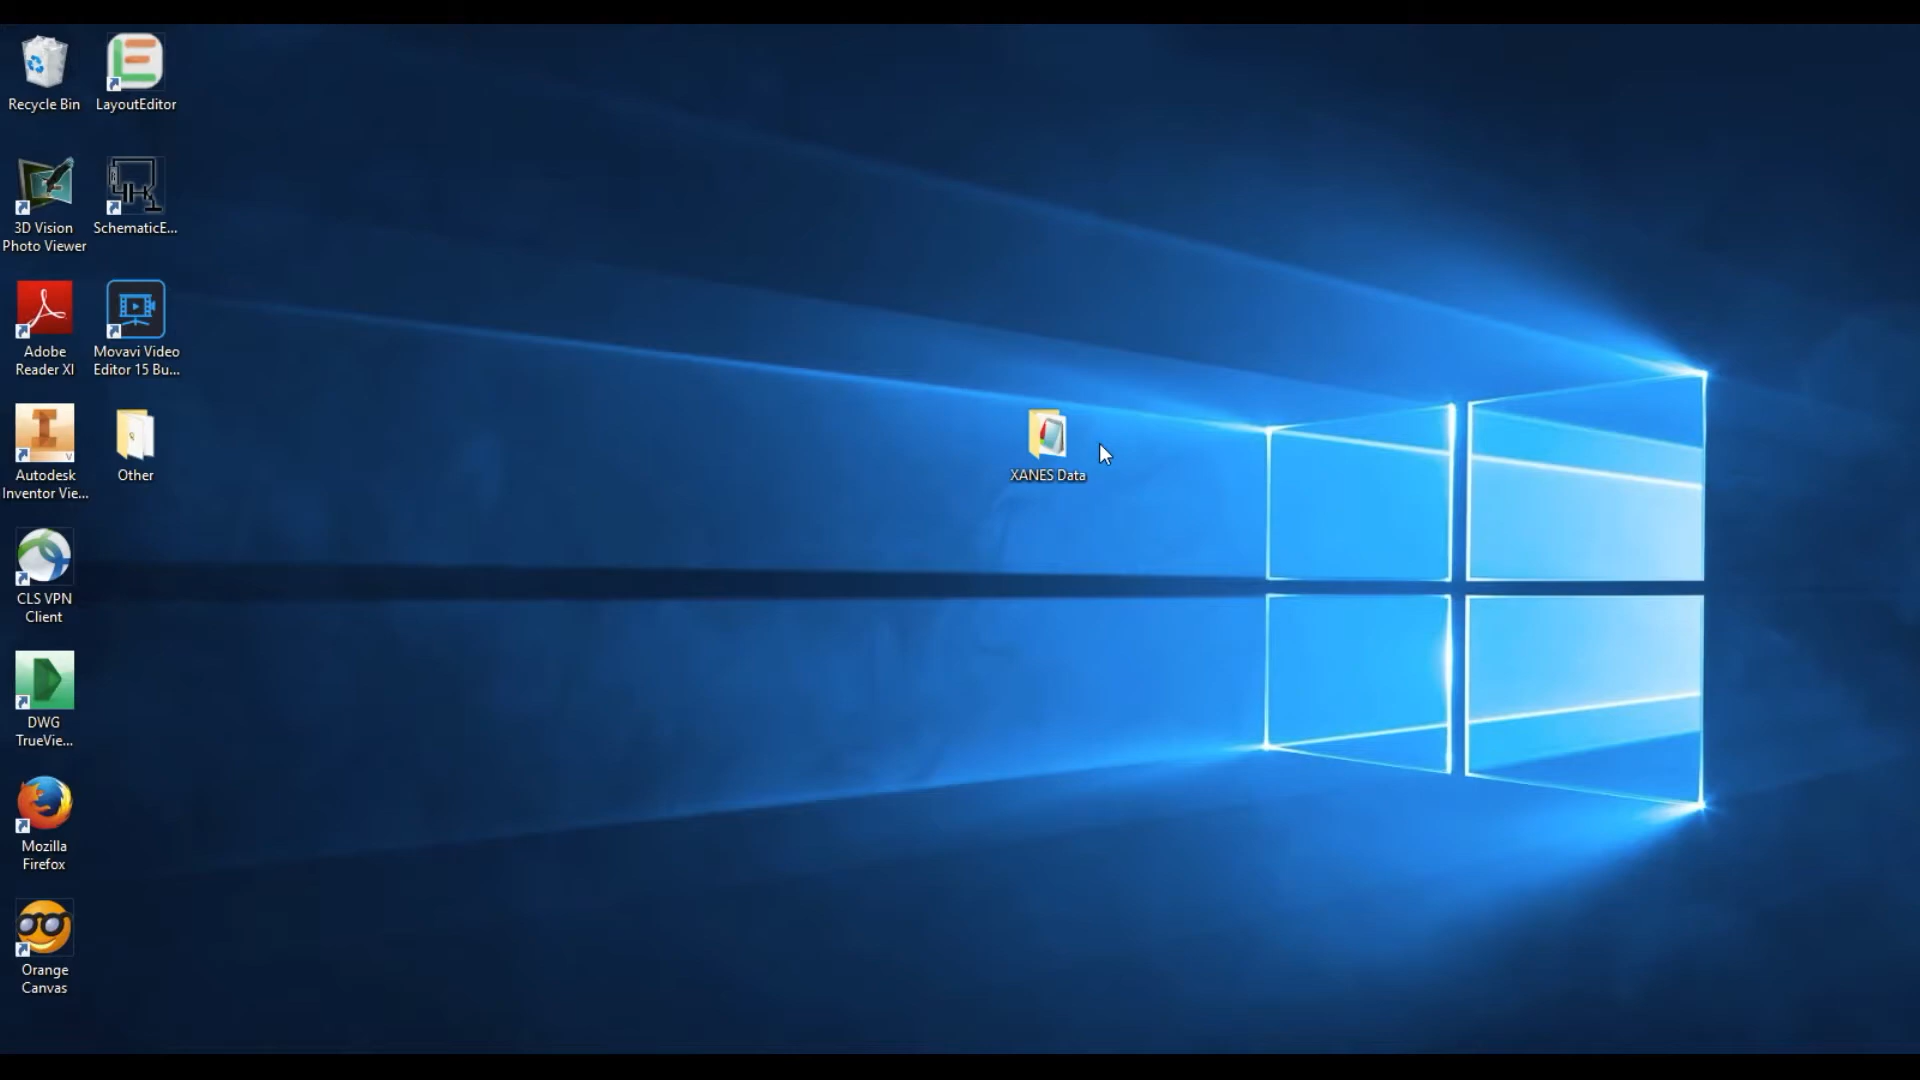 Recycle Bin
LayoutEditor
3D Vision
Photo Viewer
SchematicE...
Adobe
Reader XI
Movavi Video
Editor 15 Bu...
Autodesk
Inventor Vie...
Other
XANES Data
CLS VPN
Client
DWG
TrueVie...
Mozilla
Firefox
Orange
Canvas